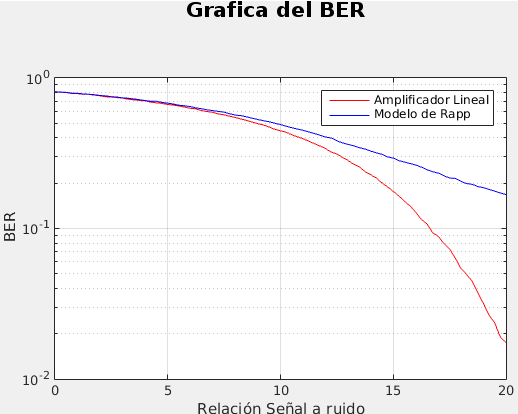 Grafica del BER
10^0
Amplificador Lineal
Modelo de Rapp
BER
10^-1
10^-2
0 5 10 15 20
Relación Señal a ruido